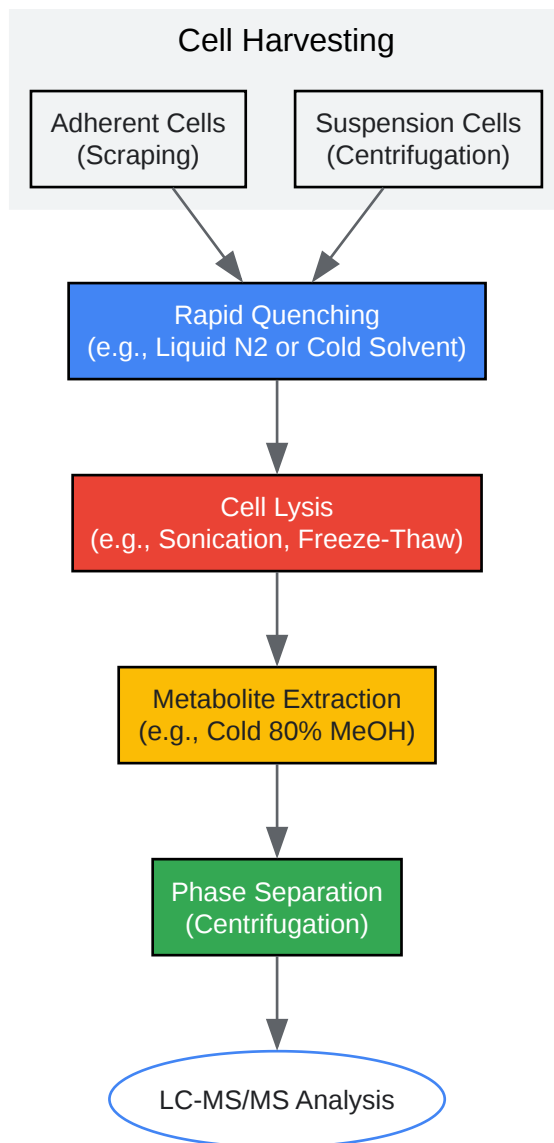 Cell Harvesting
Adherent Cells
(Scraping)
Suspension Cells
(Centrifugation)
Rapid Quenching
(e.g., Liquid N2 or Cold Solvent)
Cell Lysis
(e.g., Sonication, Freeze-Thaw)
Metabolite Extraction
(e.g., Cold 80% MeOH)
Phase Separation
(Centrifugation)
LC-MS/MS Analysis